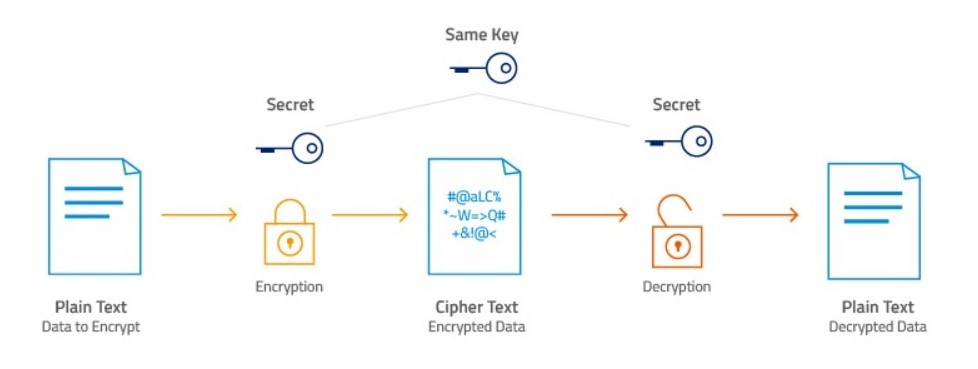 Same Key
Secret
Secret
#@aLC%
*~W=>Q#
+&!@<
Encryption
Decryption
Plain Text
Data to Encrypt
Cipher Text
Encrypted Data
Plain Text
Decrypted Data